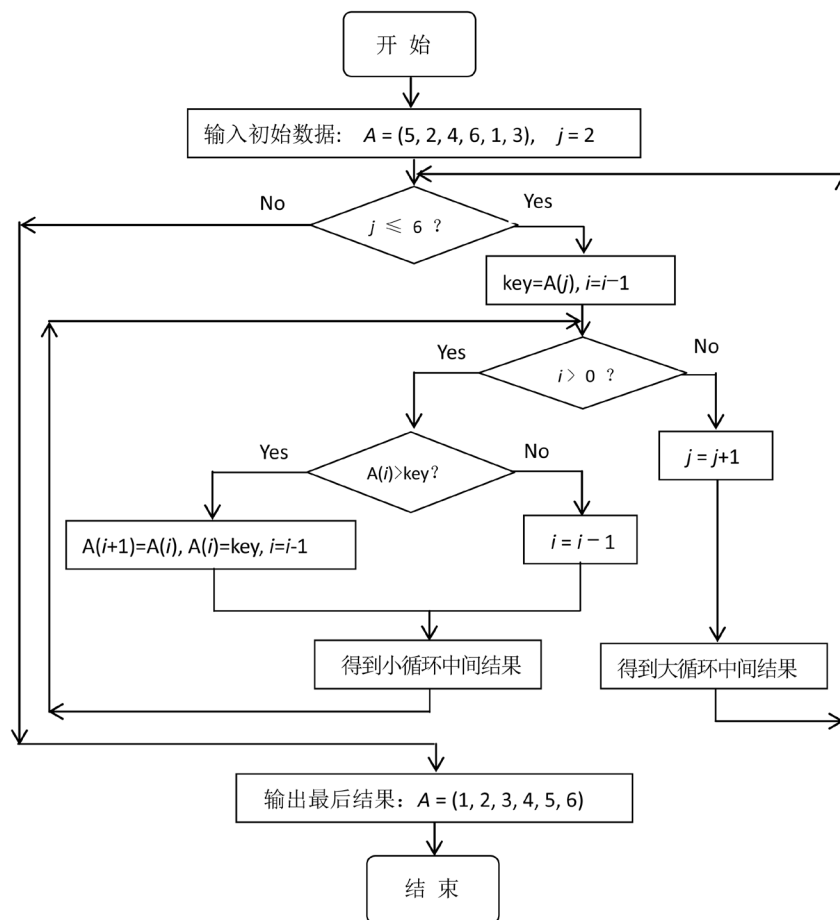 开 始
输入初始数据: A = (5, 2, 4, 6, 1, 3), j = 2
No
Yes
j ≤ 6 ?
key=A(j), i=i−1
Yes
No
i > 0 ?
Yes
No
j = j+1
A(i)>key?
A(i+1)=A(i), A(i)=key, i=i-1
i = i − 1
得到小循环中间结果
得到大循环中间结果
输出最后结果: A = (1, 2, 3, 4, 5, 6)
结 束